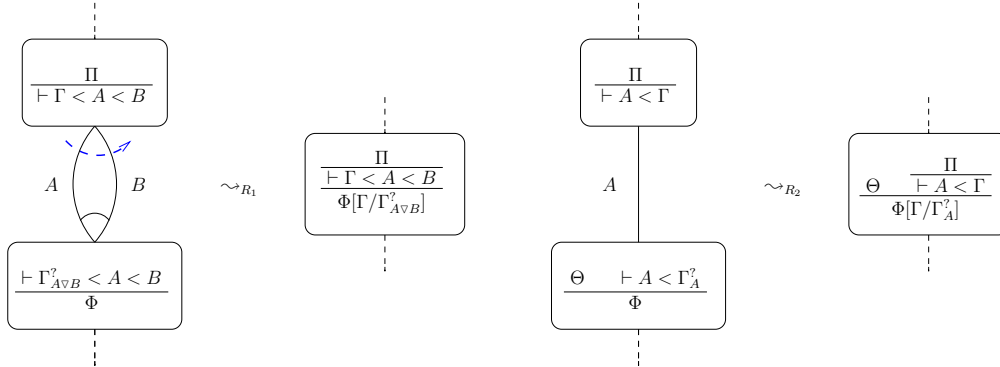 Π
⊢ Γ < A < B
A B
⊢ Γ?A▽B < A < B
Φ
⇝R1
Π
⊢ Γ < A < B
Φ[Γ/Γ?A▽B]
Π
⊢ A < Γ
A
Θ ⊢ A < Γ?A
Φ
⇝R2
Π
Θ ⊢ A < Γ
Φ[Γ/Γ?A]